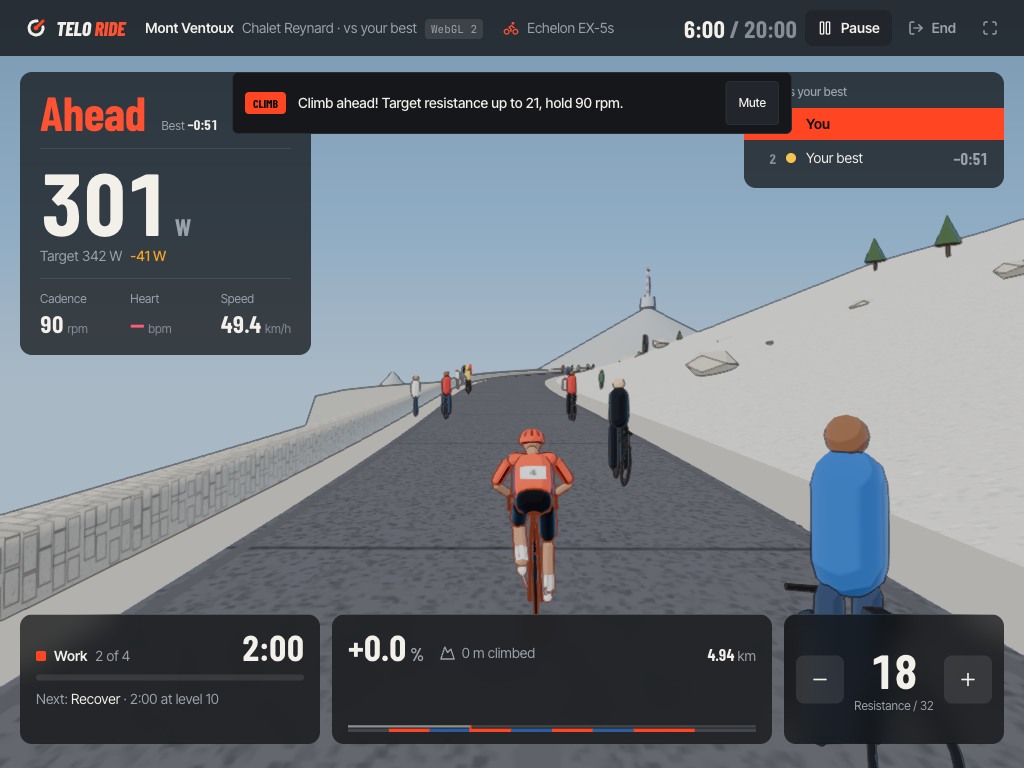 TELO RIDE Mont Ventoux Chalet Reynard · vs your best WebGL 2 Echelon EX-5s 6:00 / 20:00 Pause End
CLIMB Climb ahead! Target resistance up to 21, hold 90 rpm. Mute
Ahead Best −0:51
301 W
Target 342 W -41 W
Cadence Heart Speed
90 rpm — bpm 49.4 km/h
s your best
You
2 Your best −0:51
4
Work 2 of 4 2:00
Next: Recover · 2:00 at level 10
+0.0 % 0 m climbed 4.94 km
− 18 +
Resistance / 32